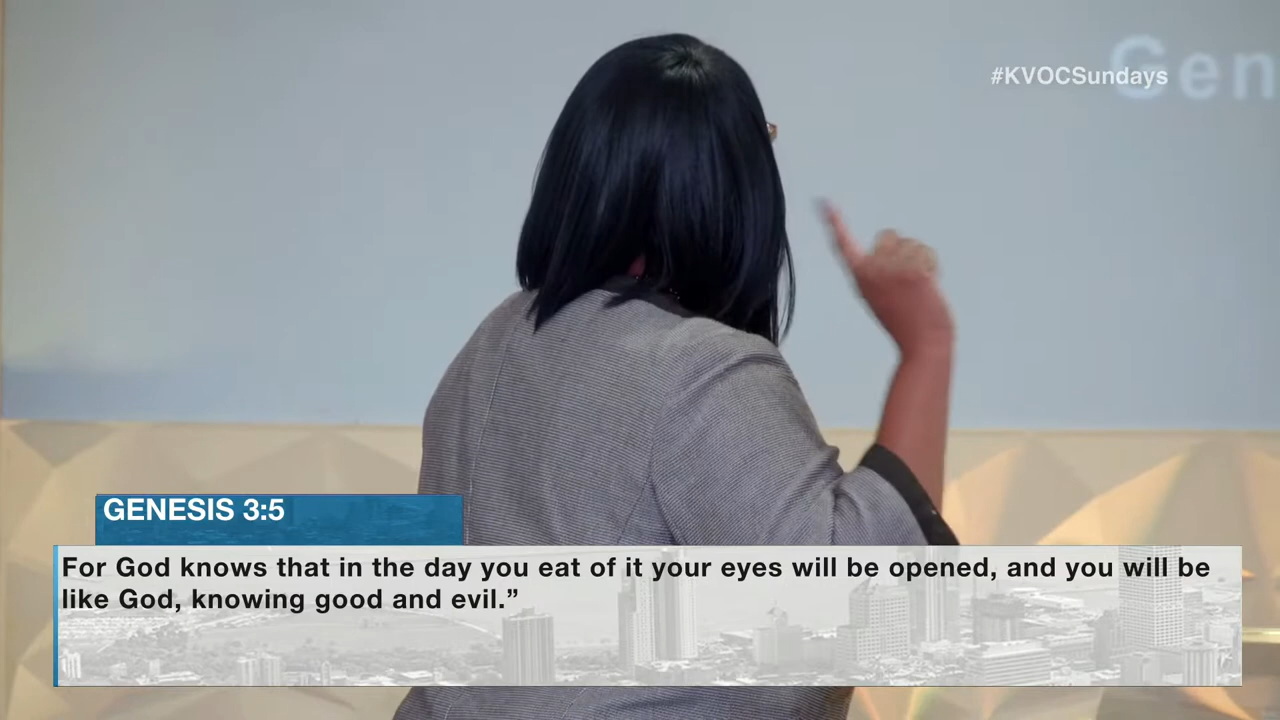 #KVOCSundays
Gen
GENESIS 3:5
For God knows that in the day you eat of it your eyes will be opened, and you will be
like God, knowing good and evil.”